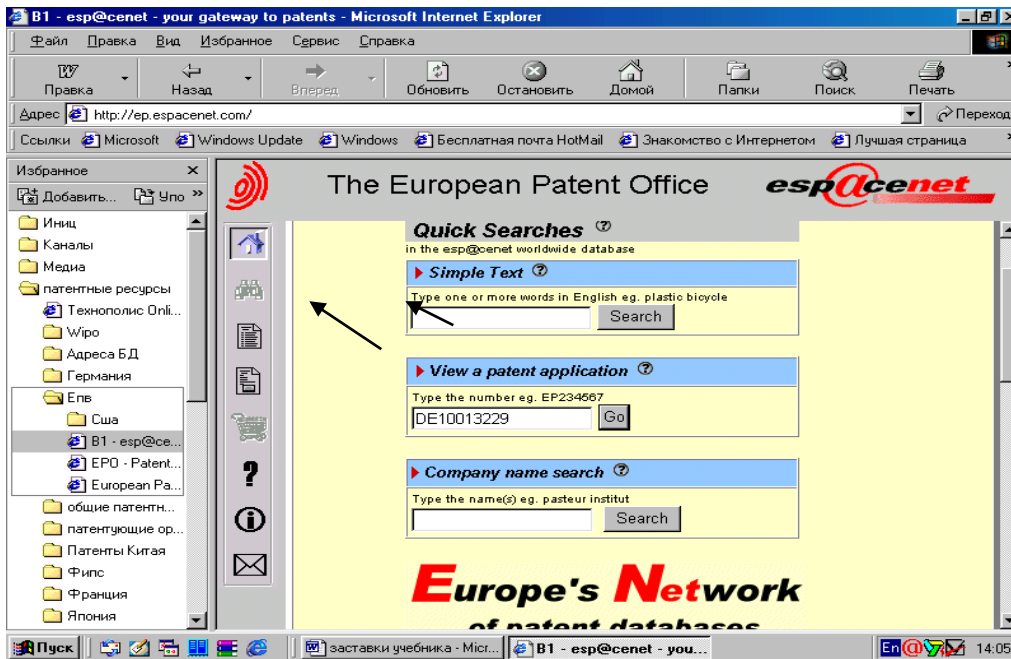 B1 - esp@cenet - your gateway to patents - Microsoft Internet Explorer
Файл Правка Вид Избранное Сервис Справка
Правка Назад Вперед Обновить Остановить Домой Папки Поиск Печать
Адрес http://ep.espacenet.com/ Переход
Ссылки Microsoft Windows Update Windows Бесплатная почта HotMail Знакомство с Интернетом Лучшая страница
Избранное
Добавить... Упо
Иниц
Каналы
Медиа
патентные ресурсы
Технополис Onli...
Wipo
Адреса БД
Германия
Епв
Сша
B1 - esp@ce...
EPO - Patent...
European Pa...
общие патентн...
патентующие ор...
Патенты Китая
Фипс
Франция
Япония
The European Patent Office esp@cenet
Quick Searches
in the esp@cenet worldwide database
Simple Text
Type one or more words in English eg. plastic bicycle
Search
View a patent application
Type the number eg. EP234567
DE10013229 Go
Company name search
Type the name(s) eg. pasteur institut
Search
Europe's Network
of patent databases
Пуск заставки учебника - Micr... B1 - esp@cenet - you... En 14:05